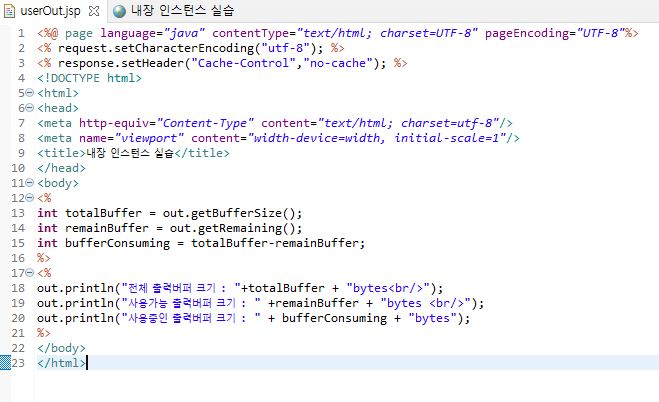 userOut.jsp 내장 인스턴스 실습
1 <%@ page language="java" contentType="text/html; charset=UTF-8" pageEncoding="UTF-8"%>
2 <% request.setCharacterEncoding("utf-8"); %>
3 <% response.setHeader("Cache-Control","no-cache"); %>
4 <!DOCTYPE html>
5 <html>
6 <head>
7 <meta http-equiv="Content-Type" content="text/html; charset=utf-8"/>
8 <meta name="viewport" content="width-device=width, initial-scale=1"/>
9 <title>내장 인스턴스 실습</title>
10 </head>
11 <body>
12 <%
13 int totalBuffer = out.getBufferSize();
14 int remainBuffer = out.getRemaining();
15 int bufferConsuming = totalBuffer-remainBuffer;
16 %>
17 <%
18 out.println("전체 출력버퍼 크기 : "+totalBuffer + "bytes<br/>");
19 out.println("사용가능 출력버퍼 크기 : " +remainBuffer + "bytes <br/>");
20 out.println("사용중인 출력버퍼 크기 : " + bufferConsuming + "bytes");
21 %>
22 </body>
23 </html>